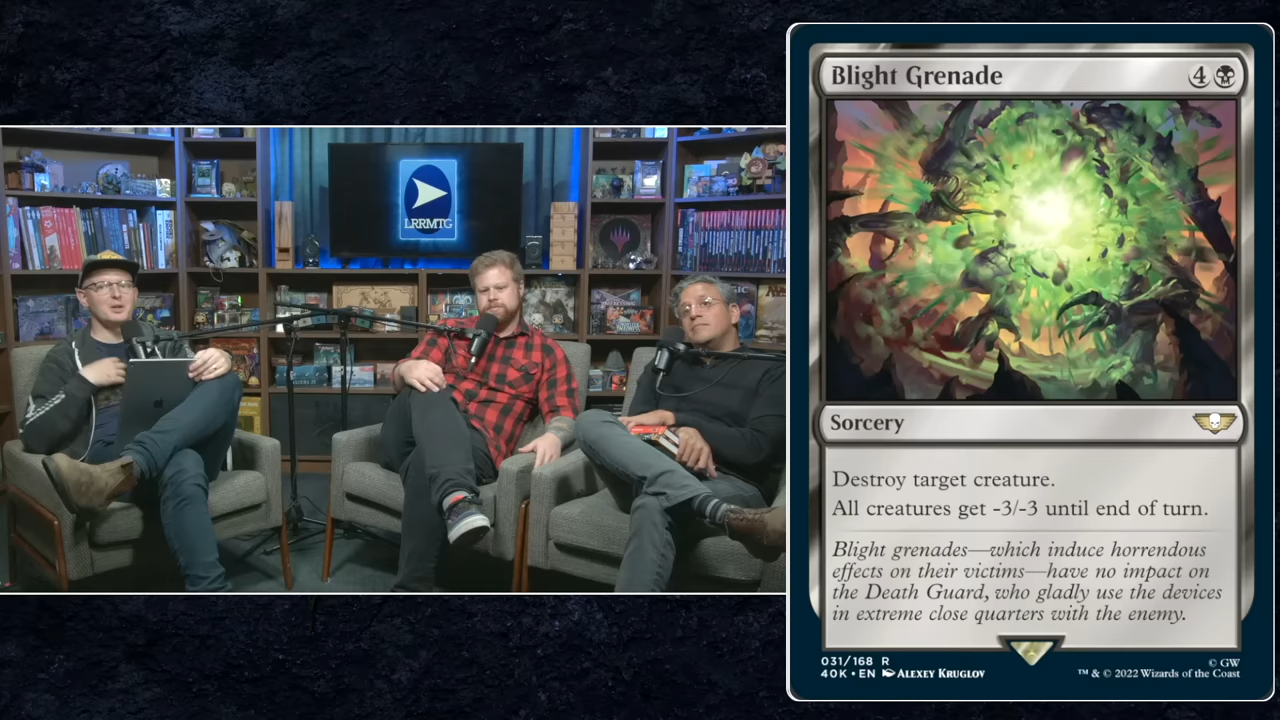 LRRMTG
Blight Grenade 4
Sorcery
Destroy target creature.
All creatures get -3/-3 until end of turn.
Blight grenades—which induce horrendous
effects on their victims—have no impact on
the Death Guard, who gladly use the devices
in extreme close quarters with the enemy.
031/168 R
40K • EN ALEXEY KRUGLOV
© GW
™ & © 2022 Wizards of the Coast